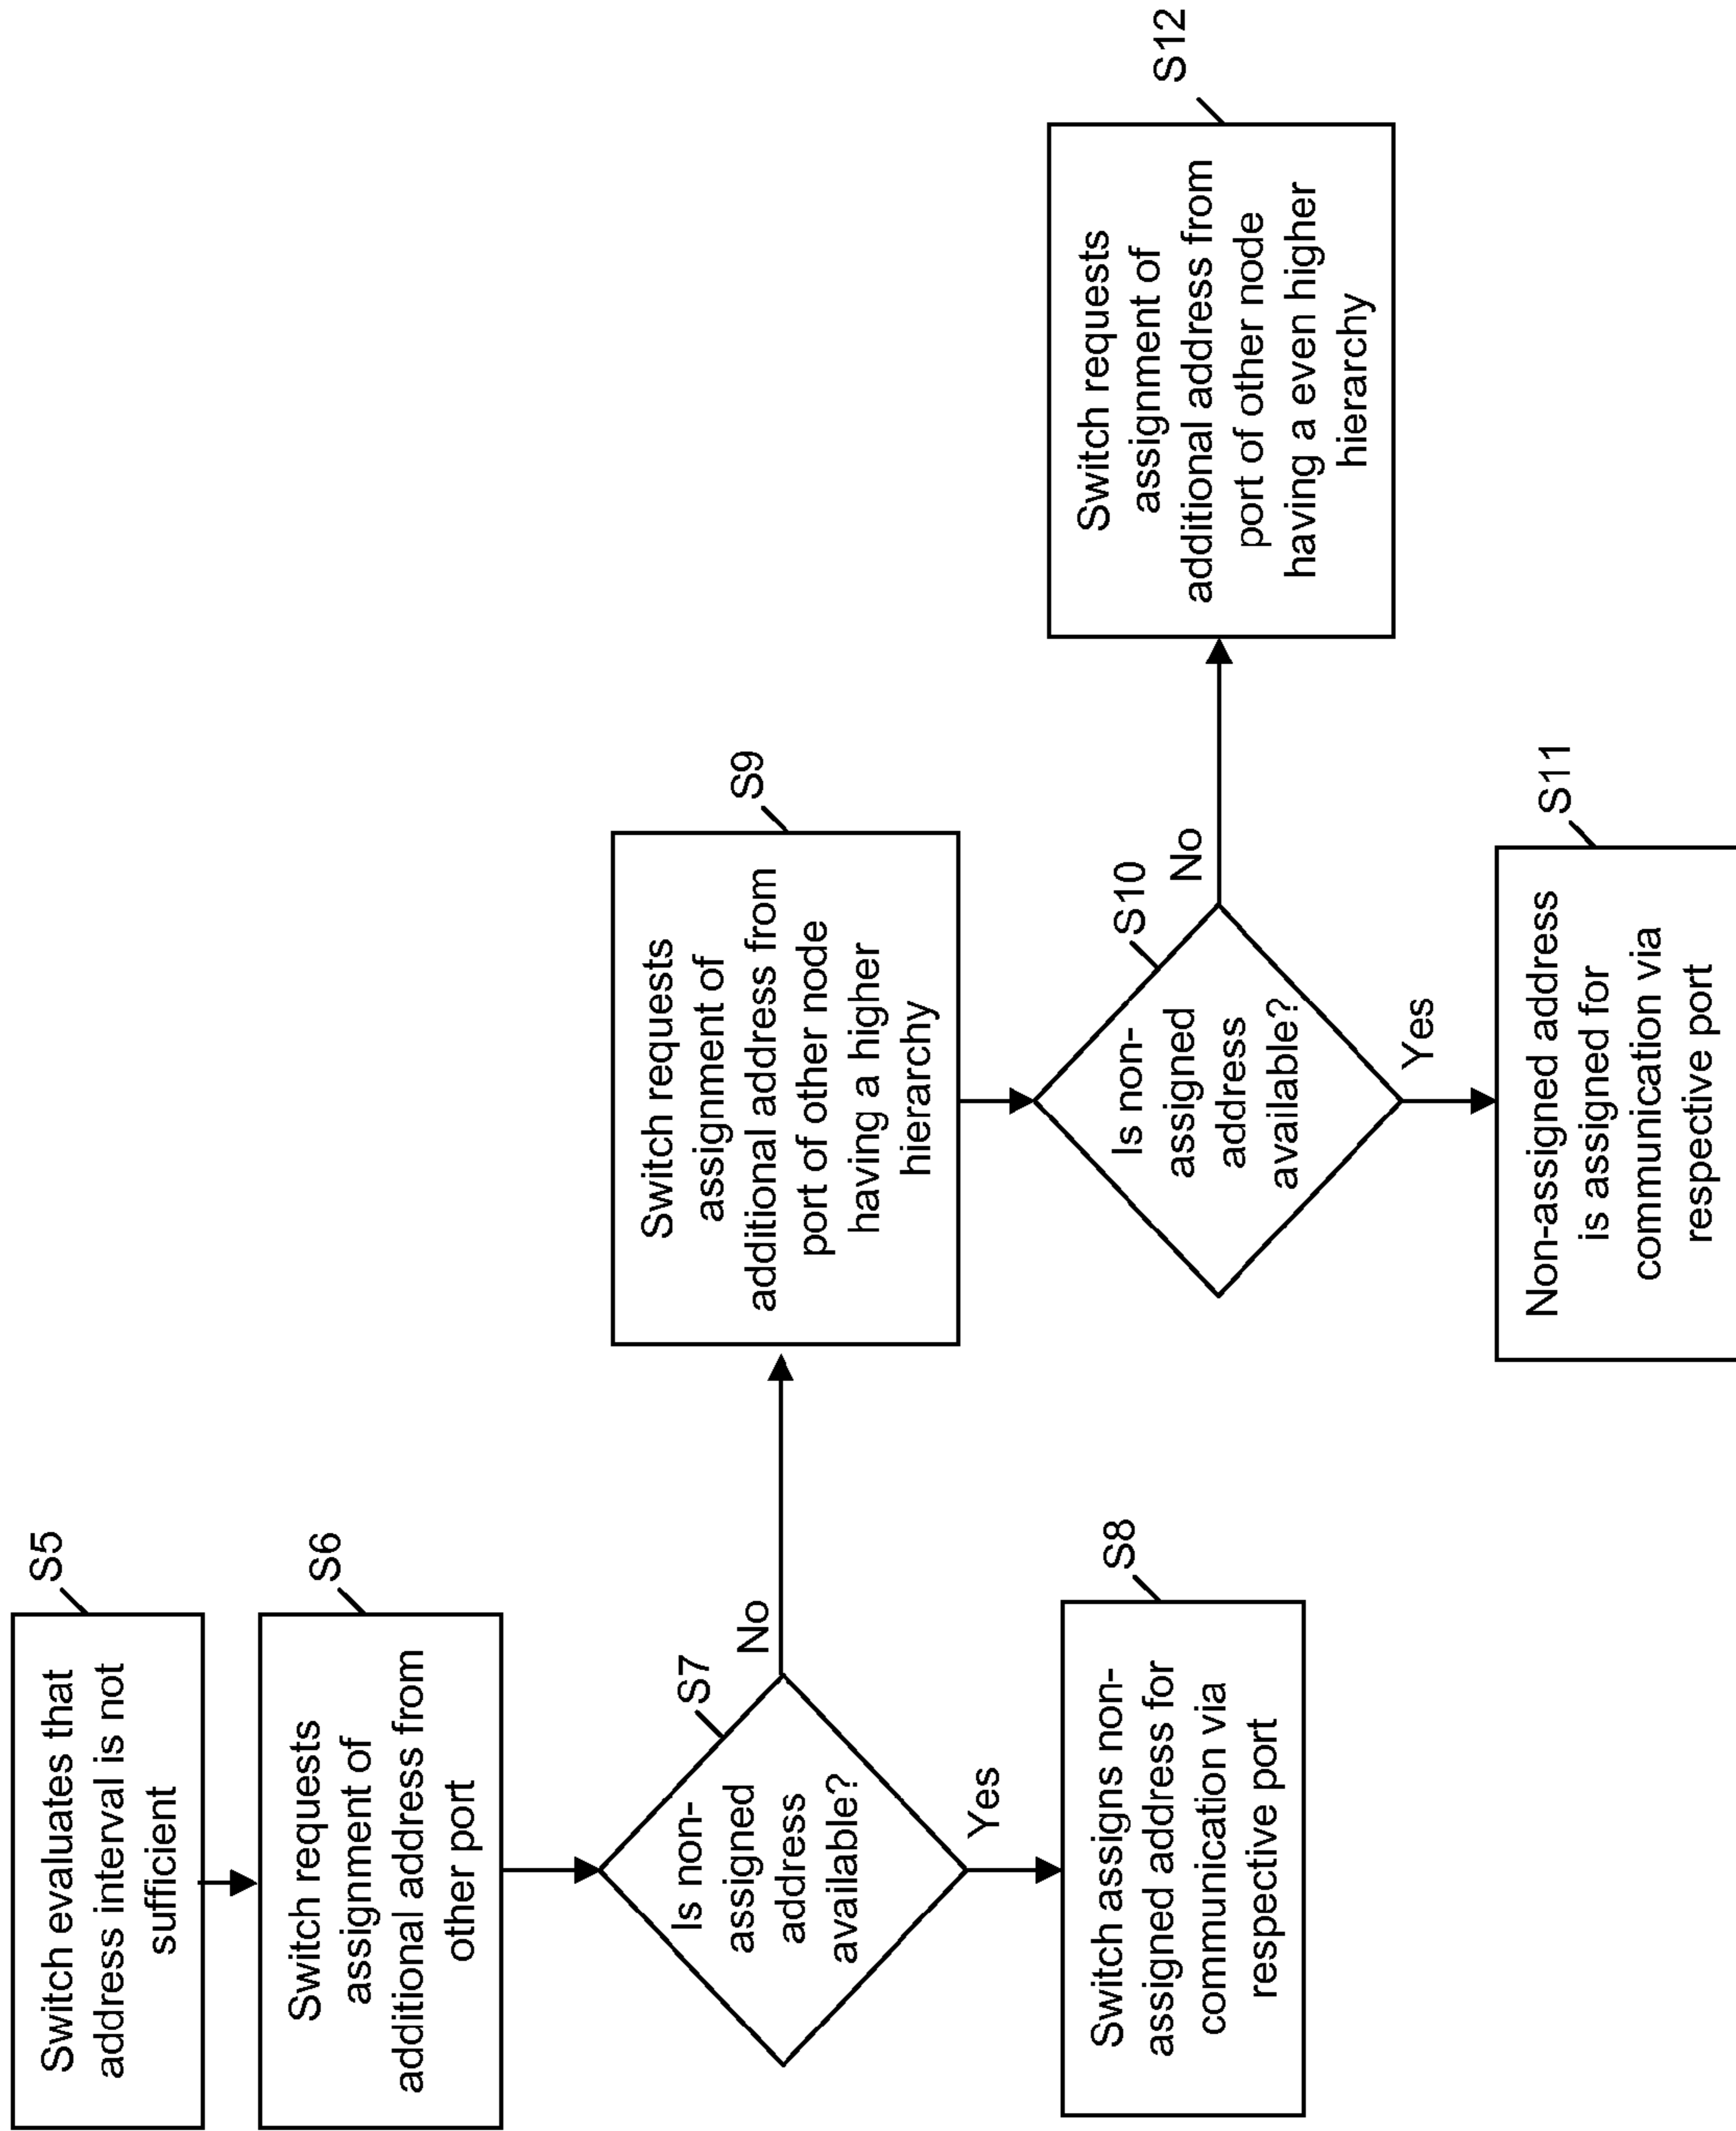 S5
Switch evaluates that
address interval is not
sufficient
S6
Switch requests
assignment of
additional address from
other port
S7
Is non-
assigned
address
available?
No
Yes
S8
Switch assigns non-
assigned address for
communication via
respective port
S9
Switch requests
assignment of
additional address from
port of other node
having a higher
hierarchy
S10
Is non-
assigned
address
available?
No
Yes
S11
Non-assigned address
is assigned for
communication via
respective port
S12
Switch requests
assignment of
additional address from
port of other node
having a even higher
hierarchy